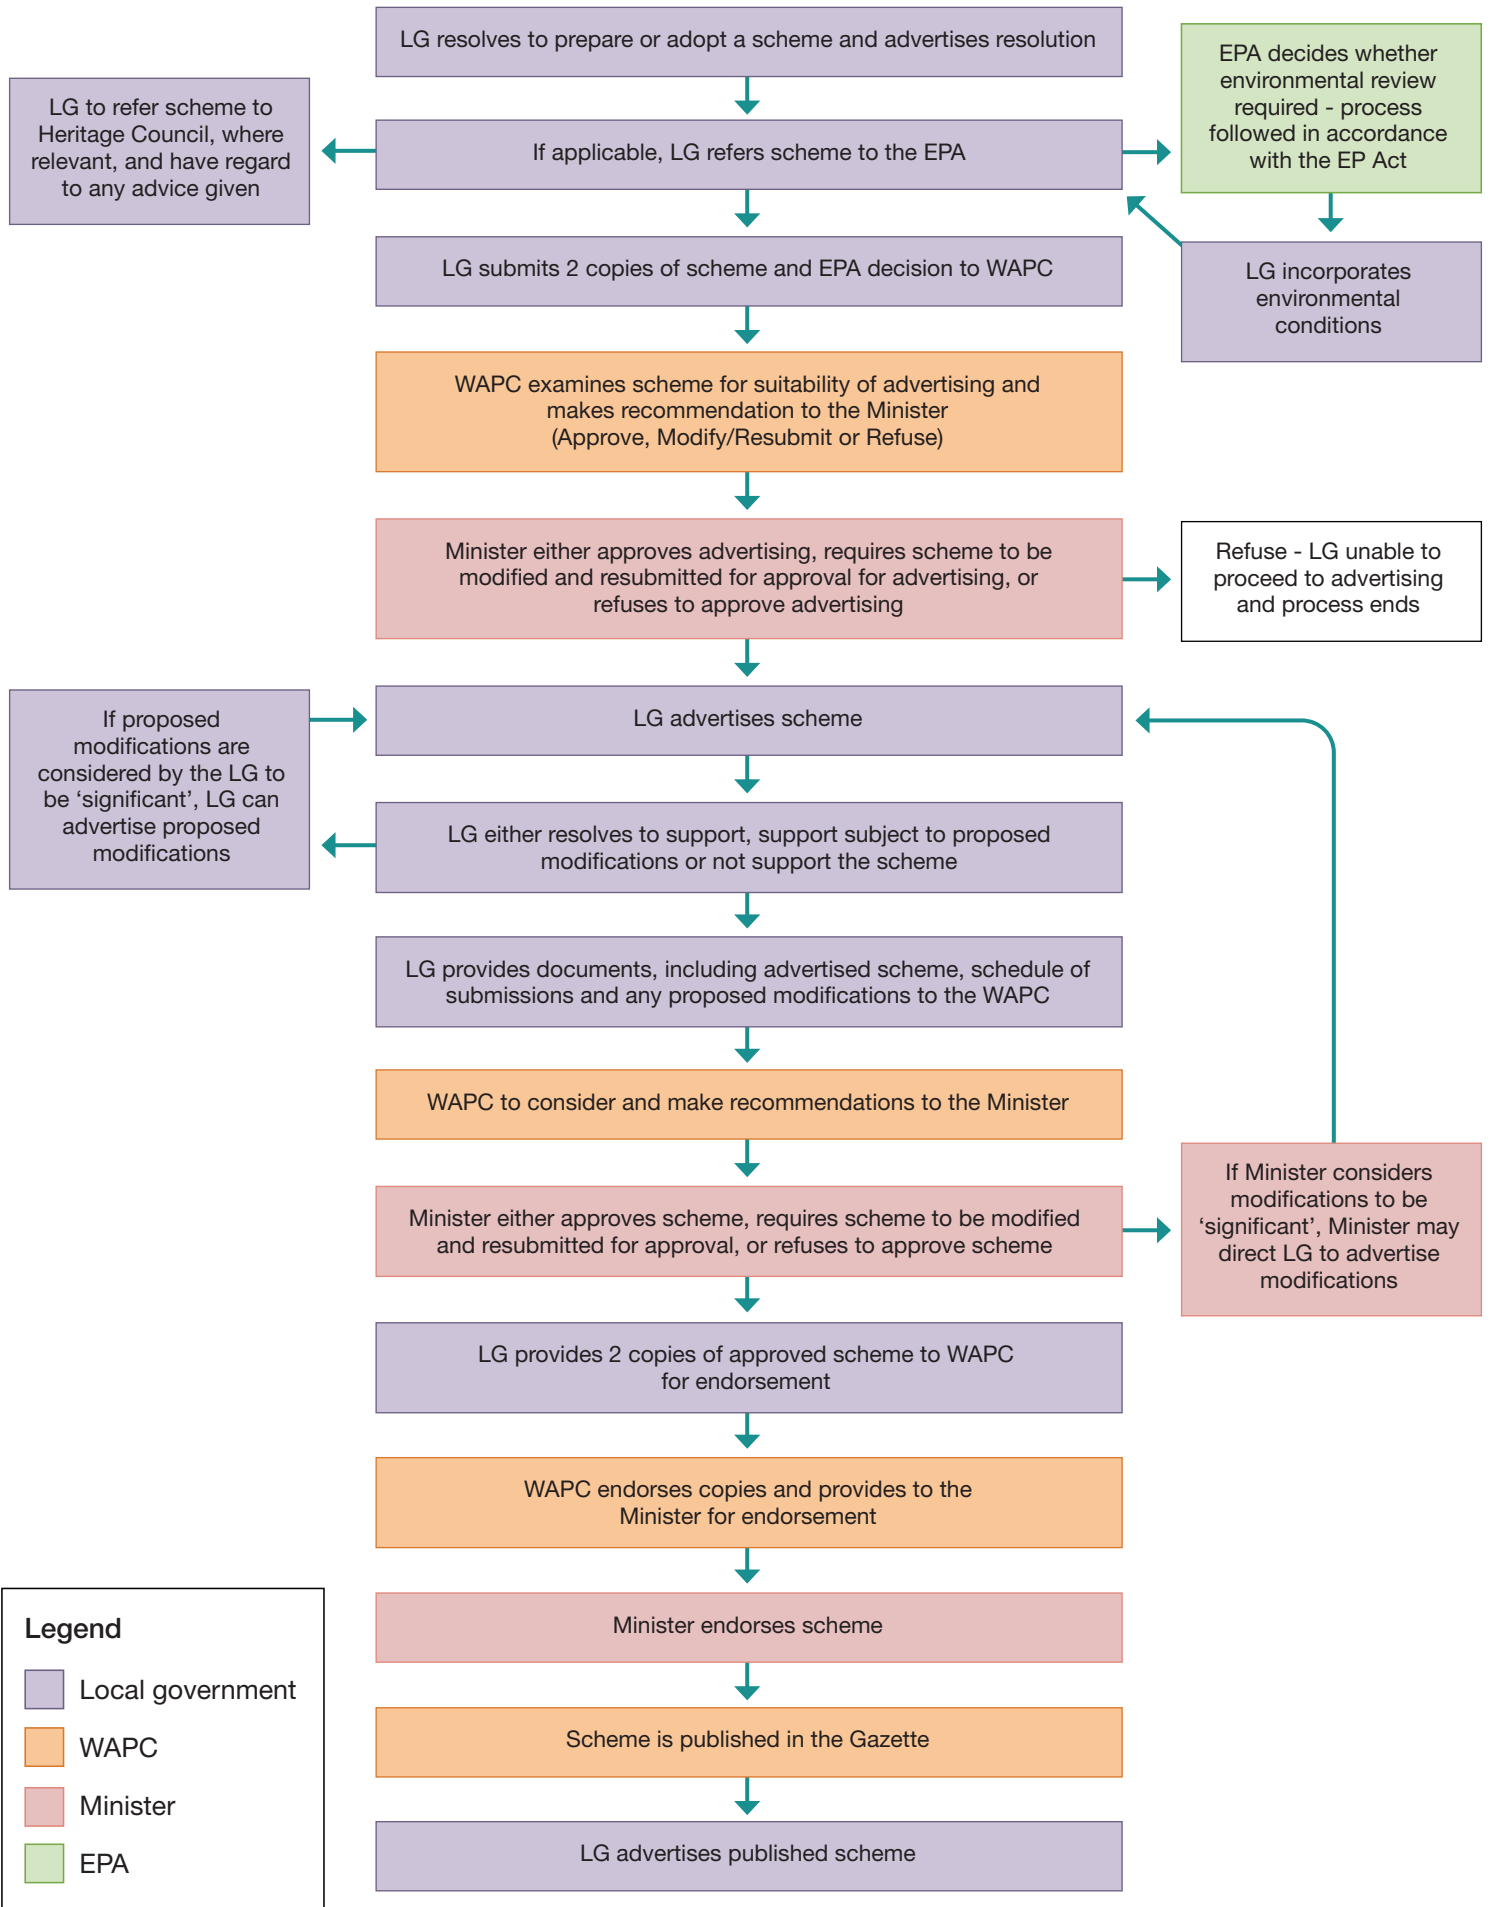 LG resolves to prepare or adopt a scheme and advertises resolution
EPA decides whether
environmental review
required - process
followed in accordance
with the EP Act
LG to refer scheme to
Heritage Council, where
relevant, and have regard
to any advice given
If applicable, LG refers scheme to the EPA
LG submits 2 copies of scheme and EPA decision to WAPC
LG incorporates
environmental
conditions
WAPC examines scheme for suitability of advertising and
makes recommendation to the Minister
(Approve, Modify/Resubmit or Refuse)
Minister either approves advertising, requires scheme to be
modified and resubmitted for approval for advertising, or
refuses to approve advertising
Refuse - LG unable to
proceed to advertising
and process ends
If proposed
modifications are
considered by the LG to
be ‘significant’, LG can
advertise proposed
modifications
LG advertises scheme
LG either resolves to support, support subject to proposed
modifications or not support the scheme
LG provides documents, including advertised scheme, schedule of
submissions and any proposed modifications to the WAPC
WAPC to consider and make recommendations to the Minister
Minister either approves scheme, requires scheme to be modified
and resubmitted for approval, or refuses to approve scheme
If Minister considers
modifications to be
‘significant’, Minister may
direct LG to advertise
modifications
LG provides 2 copies of approved scheme to WAPC
for endorsement
WAPC endorses copies and provides to the
Minister for endorsement
Minister endorses scheme
Scheme is published in the Gazette
LG advertises published scheme
Legend
Local government
WAPC
Minister
EPA